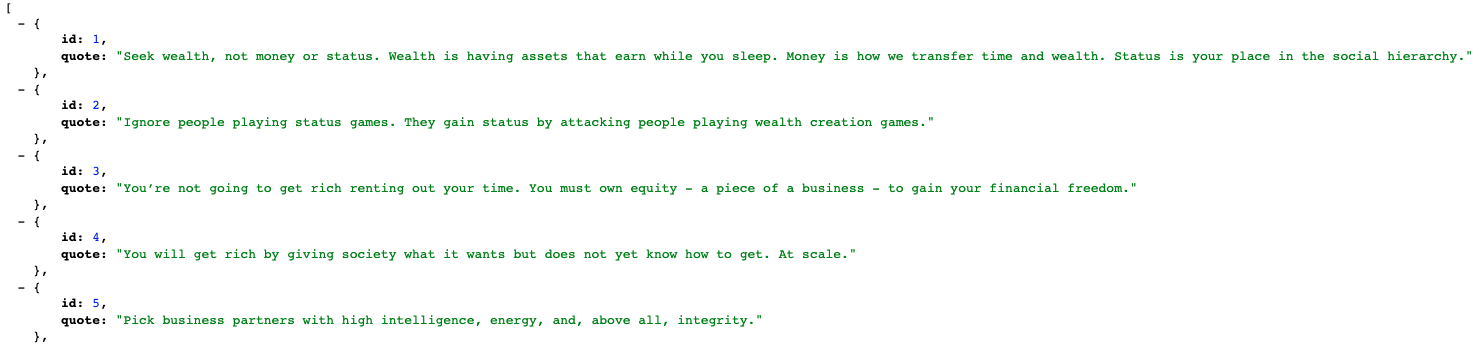 [
- {
id: 1,
quote: "Seek wealth, not money or status. Wealth is having assets that earn while you sleep. Money is how we transfer time and wealth. Status is your place in the social hierarchy."
},
- {
id: 2,
quote: "Ignore people playing status games. They gain status by attacking people playing wealth creation games."
},
- {
id: 3,
quote: "You’re not going to get rich renting out your time. You must own equity – a piece of a business – to gain your financial freedom."
},
- {
id: 4,
quote: "You will get rich by giving society what it wants but does not yet know how to get. At scale."
},
- {
id: 5,
quote: "Pick business partners with high intelligence, energy, and, above all, integrity."
},